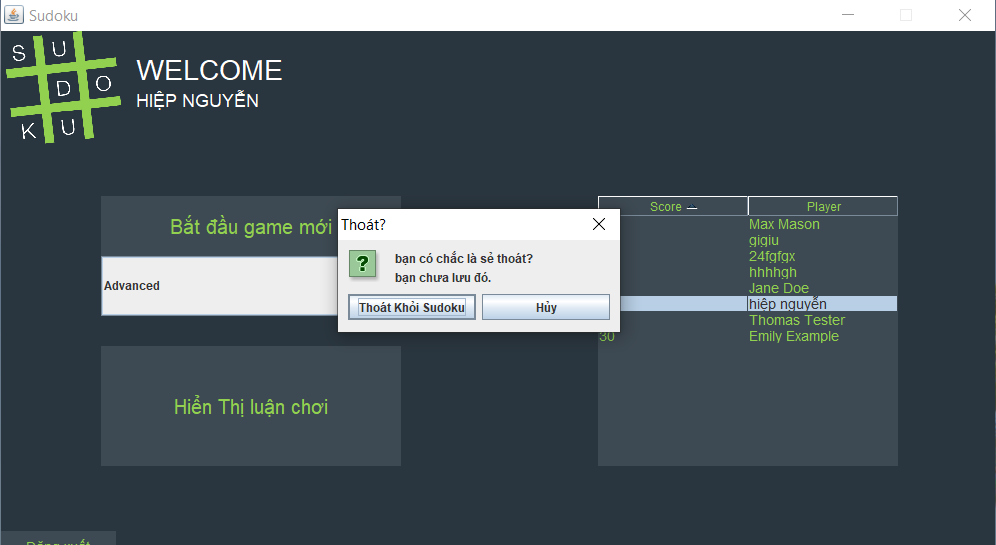 Sudoku
S U
D O
K U
WELCOME
HIỆP NGUYỄN
Bắt đầu game mới
Advanced
Hiển Thị luận chơi
Thoát?
bạn có chắc là sẻ thoát?
bạn chưa lưu đó.
Thoát Khỏi Sudoku
Hủy
Score Player
Max Mason
gigiu
24fgfgx
hhhhgh
Jane Doe
hiệp nguyễn
Thomas Tester
30 Emily Example